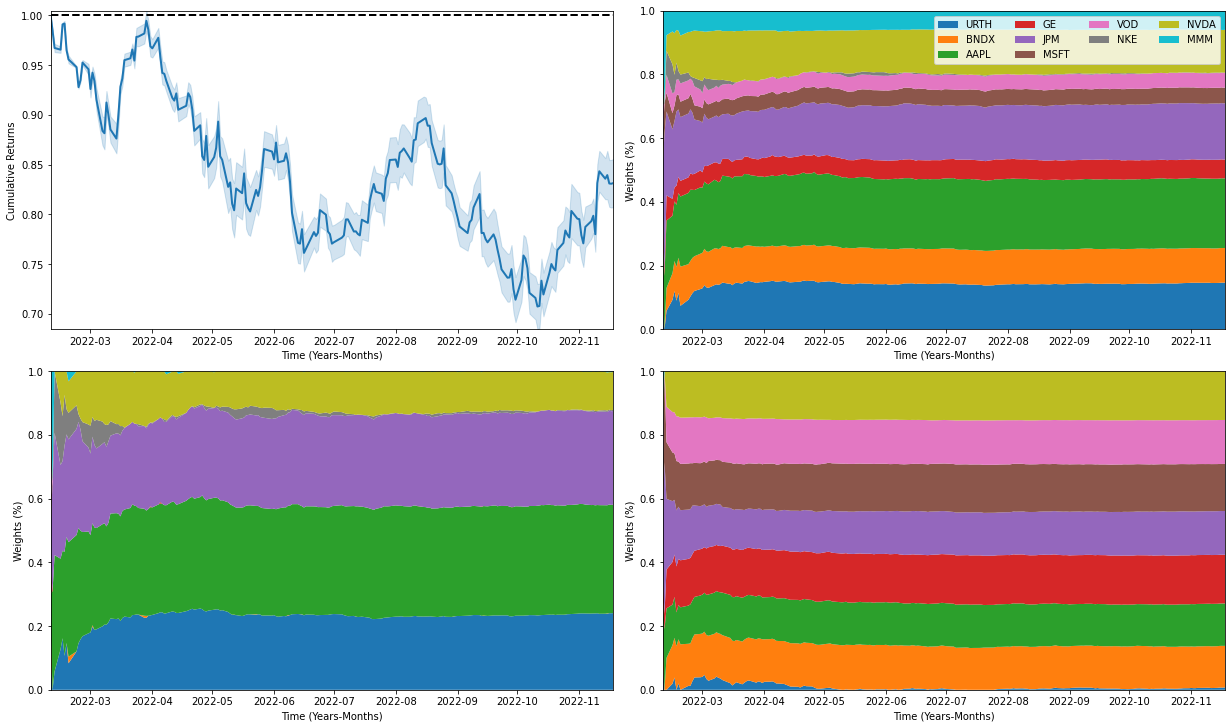 1.00
0.95
0.90
0.85
0.80
0.75
0.70
Cumulative Returns
2022-03 2022-04 2022-05 2022-06 2022-07 2022-08 2022-09 2022-10 2022-11
Time (Years-Months)
1.0
0.8
0.6
0.4
0.2
0.0
Weights (%)
URTH GE VOD NVDA
BNDX JPM NKE MMM
AAPL MSFT
2022-03 2022-04 2022-05 2022-06 2022-07 2022-08 2022-09 2022-10 2022-11
Time (Years-Months)
1.0
0.8
0.6
0.4
0.2
0.0
Weights (%)
2022-03 2022-04 2022-05 2022-06 2022-07 2022-08 2022-09 2022-10 2022-11
Time (Years-Months)
1.0
0.8
0.6
0.4
0.2
0.0
Weights (%)
2022-03 2022-04 2022-05 2022-06 2022-07 2022-08 2022-09 2022-10 2022-11
Time (Years-Months)